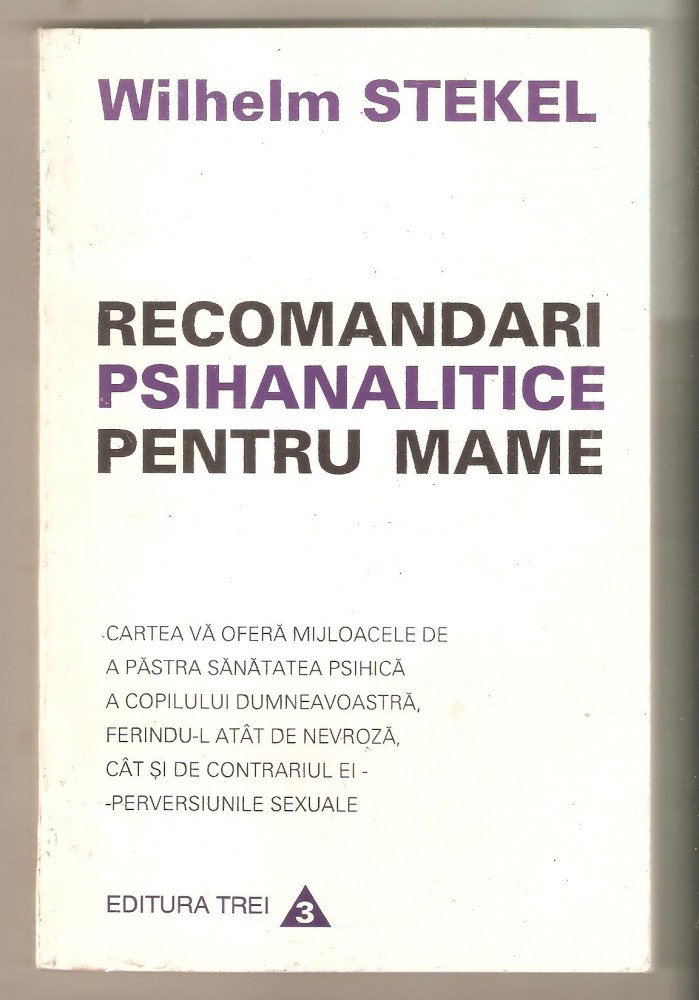 Wilhelm STEKEL
RECOMANDARI
PSIHANALITICE
PENTRU MAME
CARTEA VĂ OFERĂ MIJLOACELE DE
A PĂSTRA SĂNĂTATEA PSIHICĂ
A COPILULUI DUMNEAVOASTRĂ,
FERINDU-L ATÂT DE NEVROZĂ,
CÂT ȘI DE CONTRARIUL EI -
-PERVERSIUNILE SEXUALE
EDITURA TREI 3